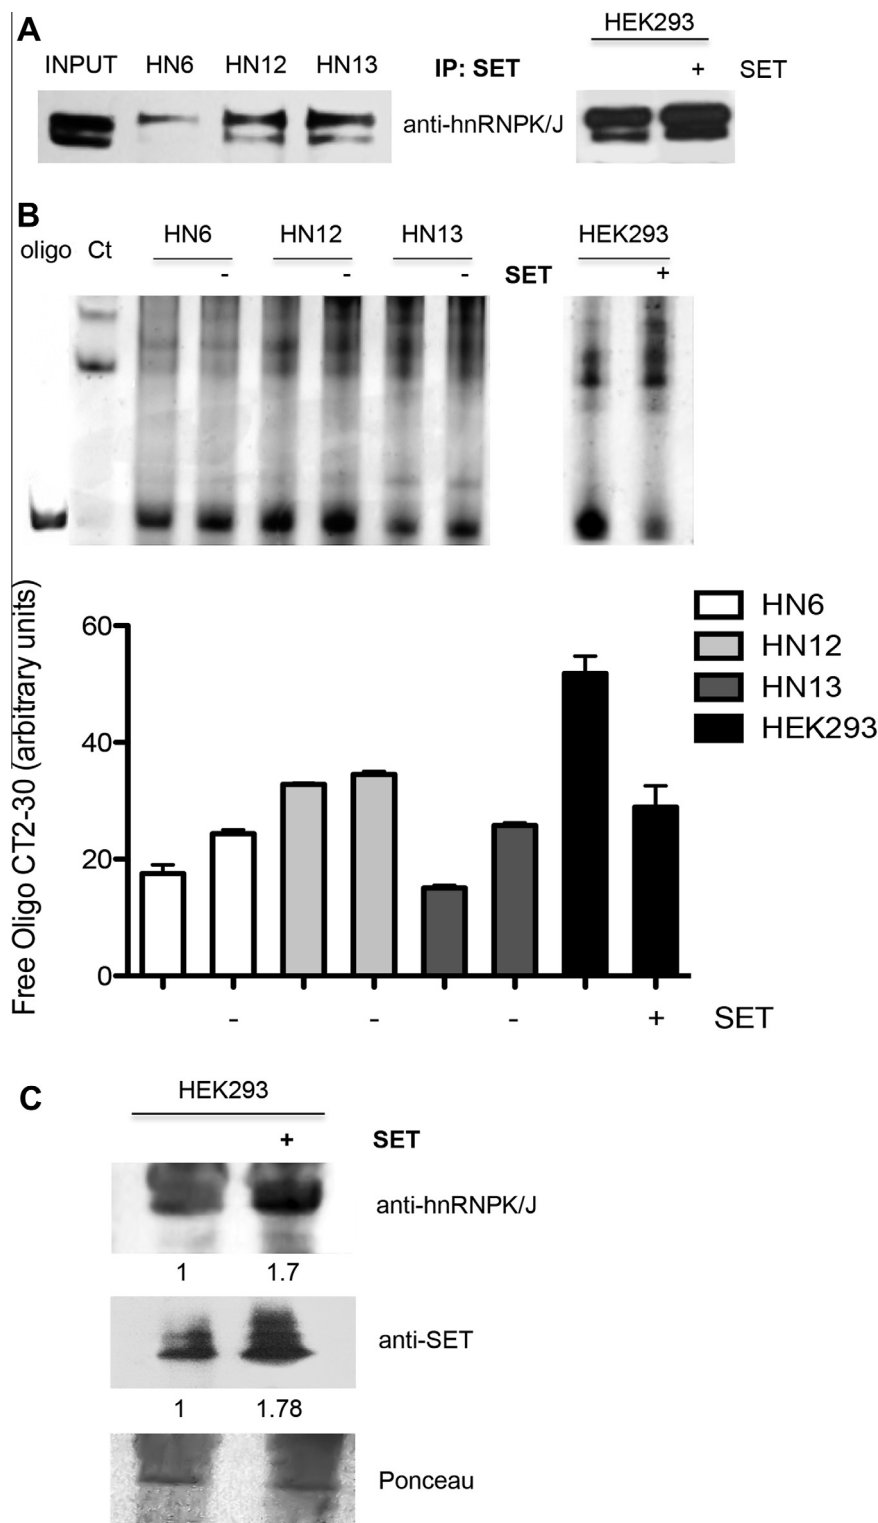 A
HEK293
INPUT HN6 HN12 HN13 IP: SET + SET
anti-hnRNPK/J
B
HN6 HN12 HN13 HEK293
oligo Ct
- - - SET +
Free Oligo CT2-30 (arbitrary units)
60
40
20
0
HN6
HN12
HN13
HEK293
- - - + SET
C
HEK293
+ SET
anti-hnRNPK/J
1 1.7
anti-SET
1 1.78
Ponceau